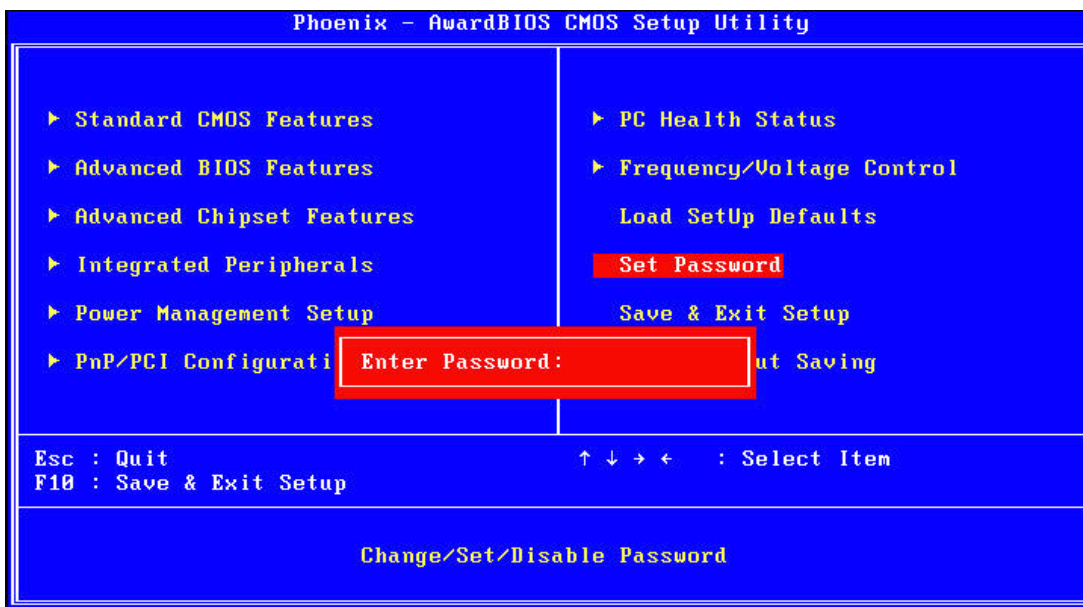 Phoenix - AwardBIOS CMOS Setup Utility
Standard CMOS Features
Advanced BIOS Features
Advanced Chipset Features
Integrated Peripherals
Power Management Setup
PnP/PCI Configurati
PC Health Status
Frequency/Voltage Control
Load SetUp Defaults
Set Password
Save & Exit Setup
ut Saving
Enter Password:
Esc : Quit
F10 : Save & Exit Setup
↑ ↓ → ← : Select Item
Change/Set/Disable Password